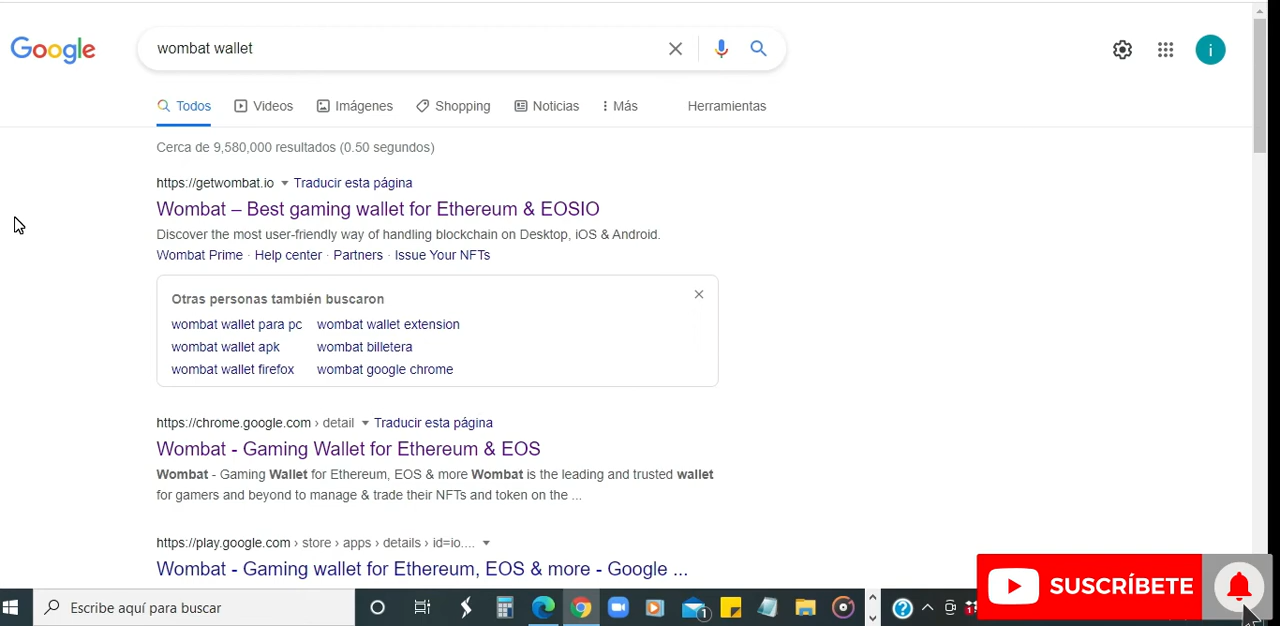 Google
wombat wallet
i
Todos Videos Imágenes Shopping Noticias Más Herramientas
Cerca de 9,580,000 resultados (0.50 segundos)
https://getwombat.io Traducir esta página
Wombat – Best gaming wallet for Ethereum & EOSIO
Discover the most user-friendly way of handling blockchain on Desktop, iOS & Android.
Wombat Prime · Help center · Partners · Issue Your NFTs
Otras personas también buscaron
wombat wallet para pc wombat wallet extension
wombat wallet apk wombat billetera
wombat wallet firefox wombat google chrome
https://chrome.google.com › detail Traducir esta página
Wombat - Gaming Wallet for Ethereum & EOS
Wombat - Gaming Wallet for Ethereum, EOS & more Wombat is the leading and trusted wallet
for gamers and beyond to manage & trade their NFTs and token on the ...
https://play.google.com › store › apps › details › id=io....
Wombat - Gaming wallet for Ethereum, EOS & more - Google ...
SUSCRÍBETE
Escribe aquí para buscar 1